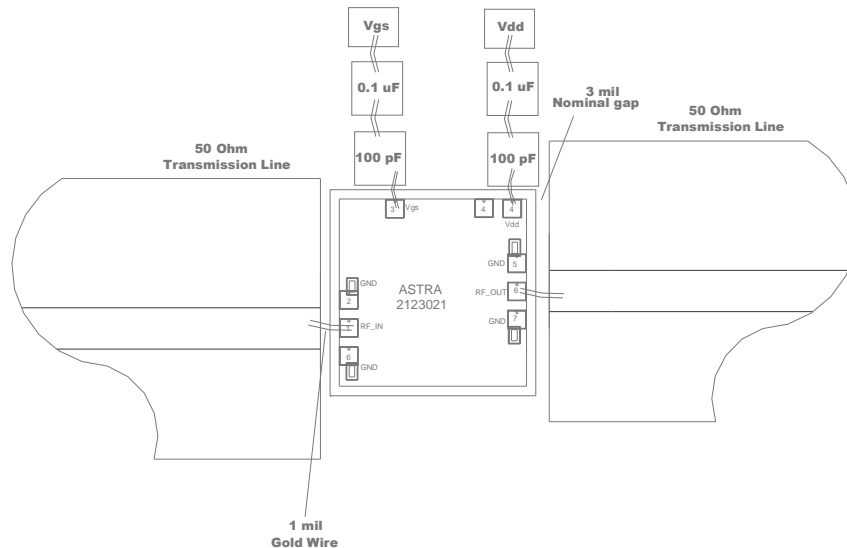 Vgs
Vdd
0.1 uF
0.1 uF
3 mil
Nominal gap
50 Ohm
Transmission Line
50 Ohm
Transmission Line
100 pF
100 pF
3
Vgs
4
4
Vdd
GND
5
GND
2
ASTRA
2123021
RF_OUT
6
1
RF_IN
GND
7
6
GND
1 mil
Gold Wire